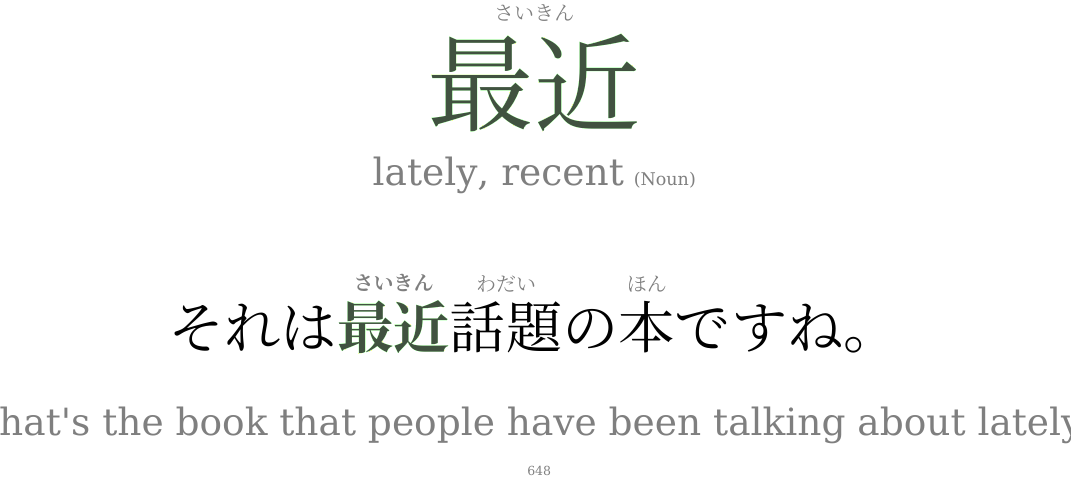 さいきん
最近
lately, recent (Noun)
さいきん わだい ほん
それは最近話題の本ですね。
hat's the book that people have been talking about lately
648